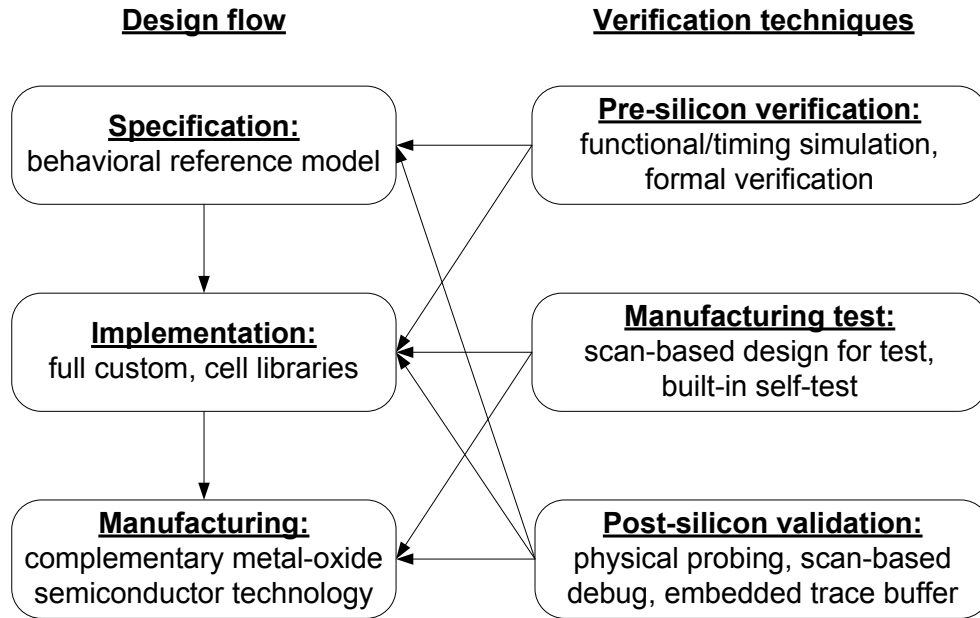 Design flow
Verification techniques
Specification:
behavioral reference model
Pre-silicon verification:
functional/timing simulation,
formal verification
Implementation:
full custom, cell libraries
Manufacturing test:
scan-based design for test,
built-in self-test
Manufacturing:
complementary metal-oxide
semiconductor technology
Post-silicon validation:
physical probing, scan-based
debug, embedded trace buffer